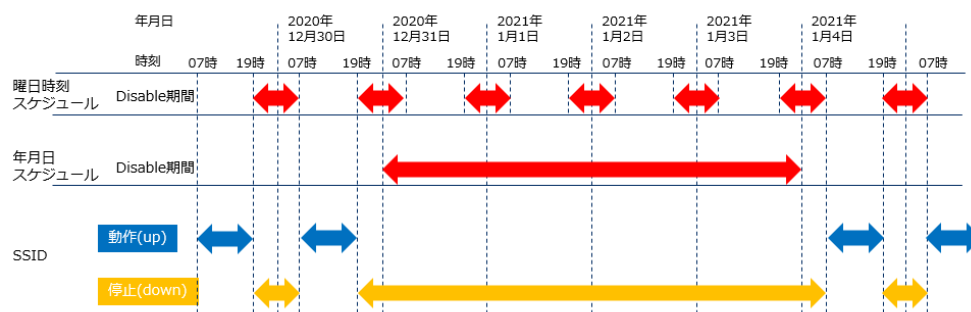 年月日
2020年
12月30日
2020年
12月31日
2021年
1月1日
2021年
1月2日
2021年
1月3日
2021年
1月4日
時刻
07時 19時 07時 19時 07時 19時 07時 19時 07時 19時 07時 19時 07時 19時 07時
曜日時刻
スケジュール
Disable期間
年月日
スケジュール
Disable期間
SSID
動作(up)
停止(down)